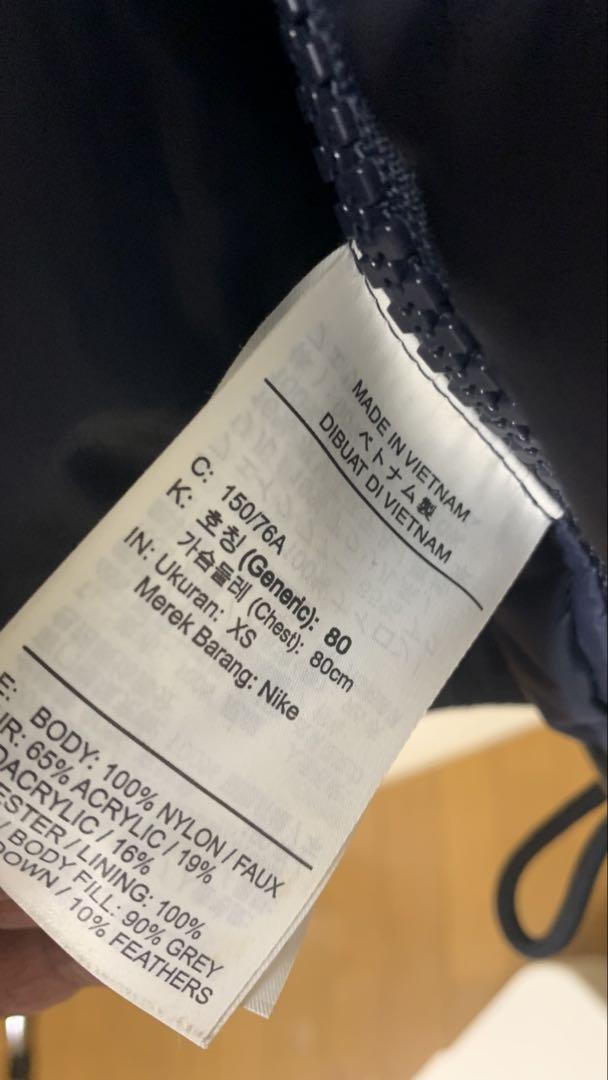 MADE IN VIETNAM
ベトナム製
DIBUAT DI VIETNAM
C: 150/76A
K: 호칭 (Generic): 80
가슴둘레 (Chest): 80cm
IN: Ukuran: XS
Merek Barang: Nike
E: BODY: 100% NYLON / FAUX
UR: 65% ACRYLIC / 19%
DACRYLIC / 16%
ESTER / LINING: 100%
/ BODY FILL: 90% GREY
DOWN / 10% FEATHERS